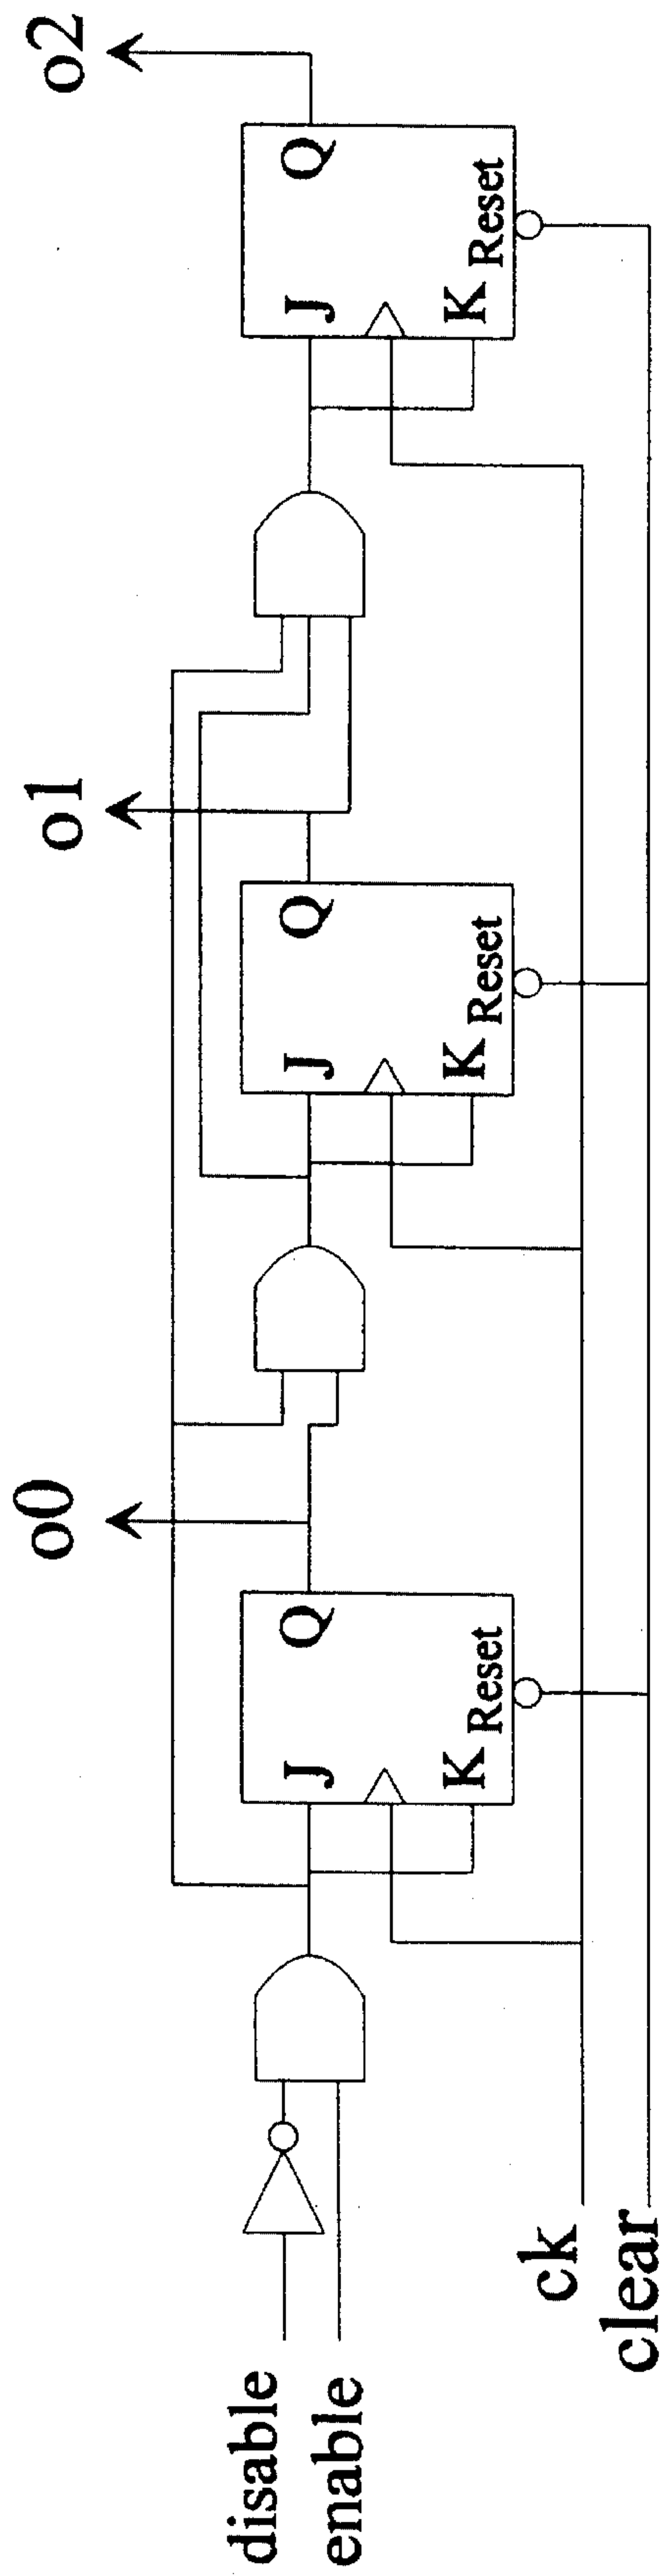 o0
o1
o2
J
Q
K
Reset
J
Q
K
Reset
J
Q
K
Reset
disable
enable
ck
clear